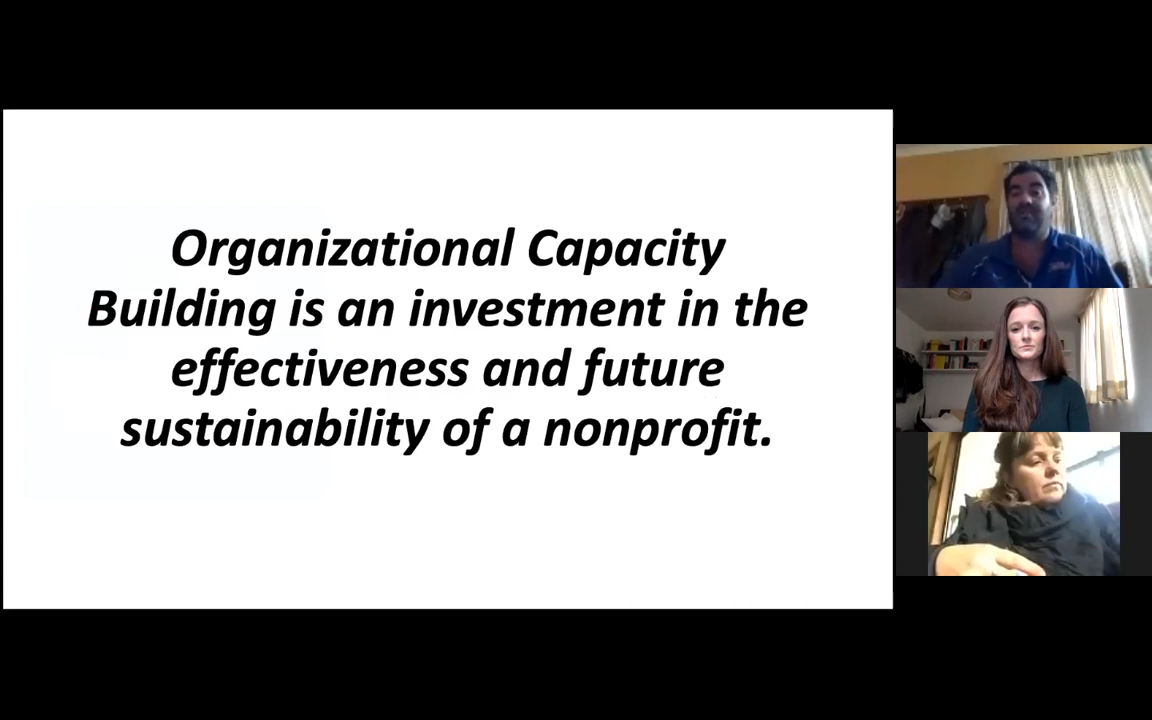 Organizational Capacity
Building is an investment in the
effectiveness and future
sustainability of a nonprofit.